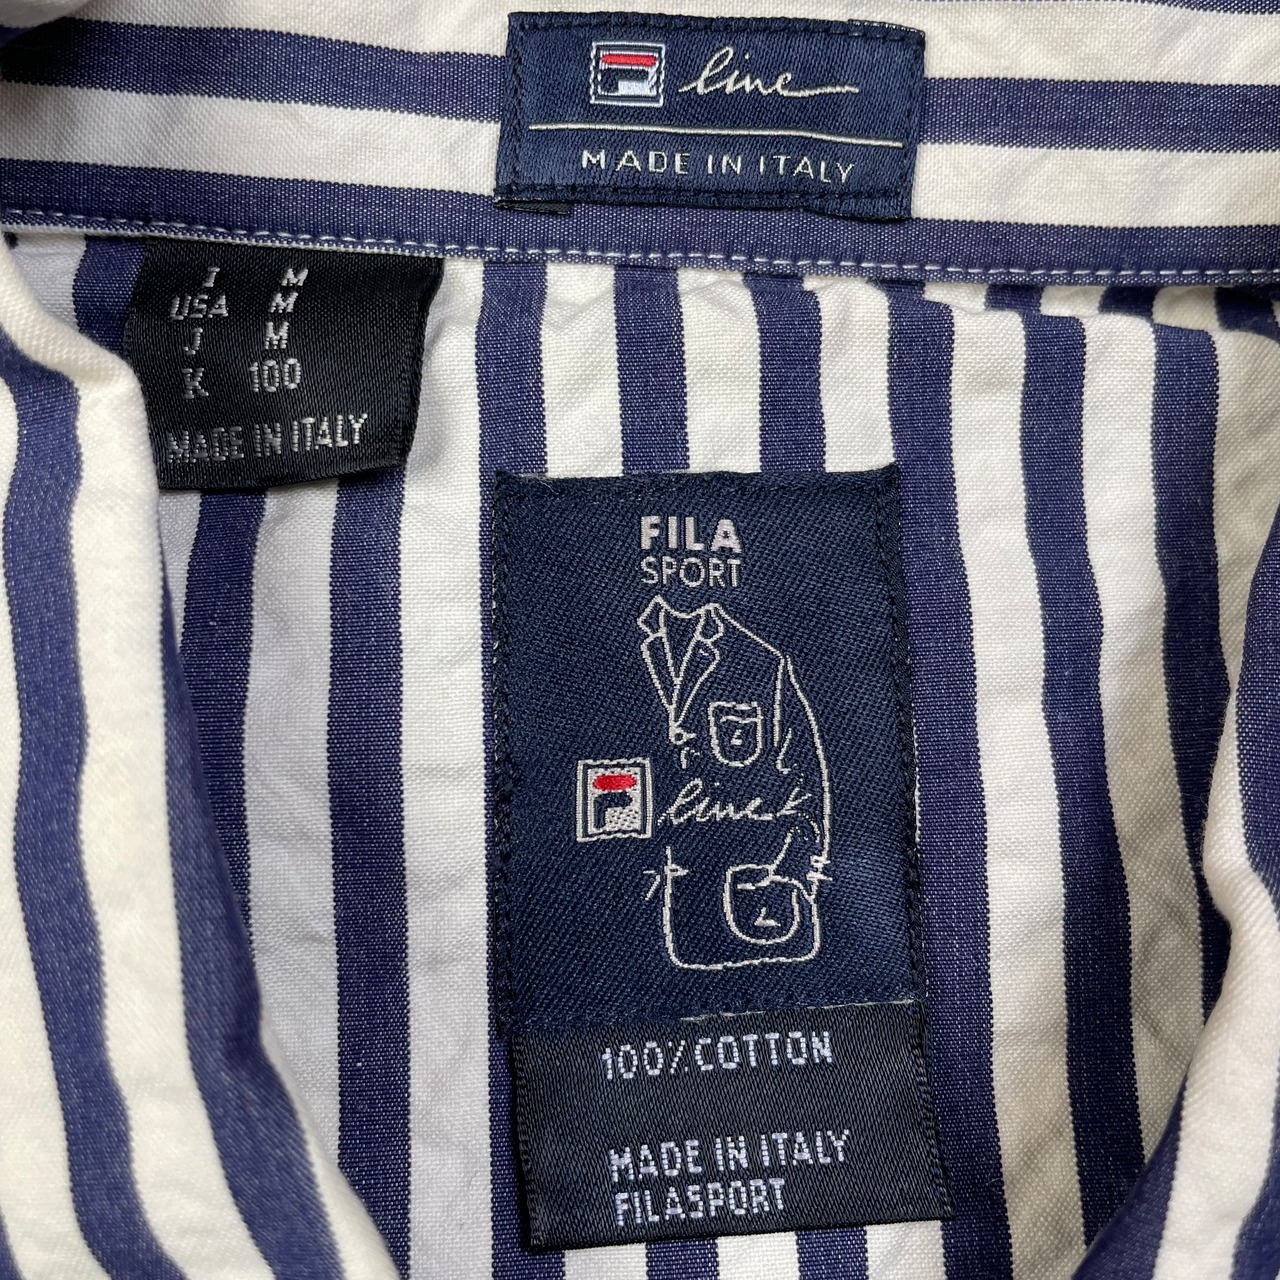 F line
MADE IN ITALY
I M
USA M
J M
K 100
MADE IN ITALY
FILA
SPORT
F line
100% COTTON
MADE IN ITALY
FILASPORT